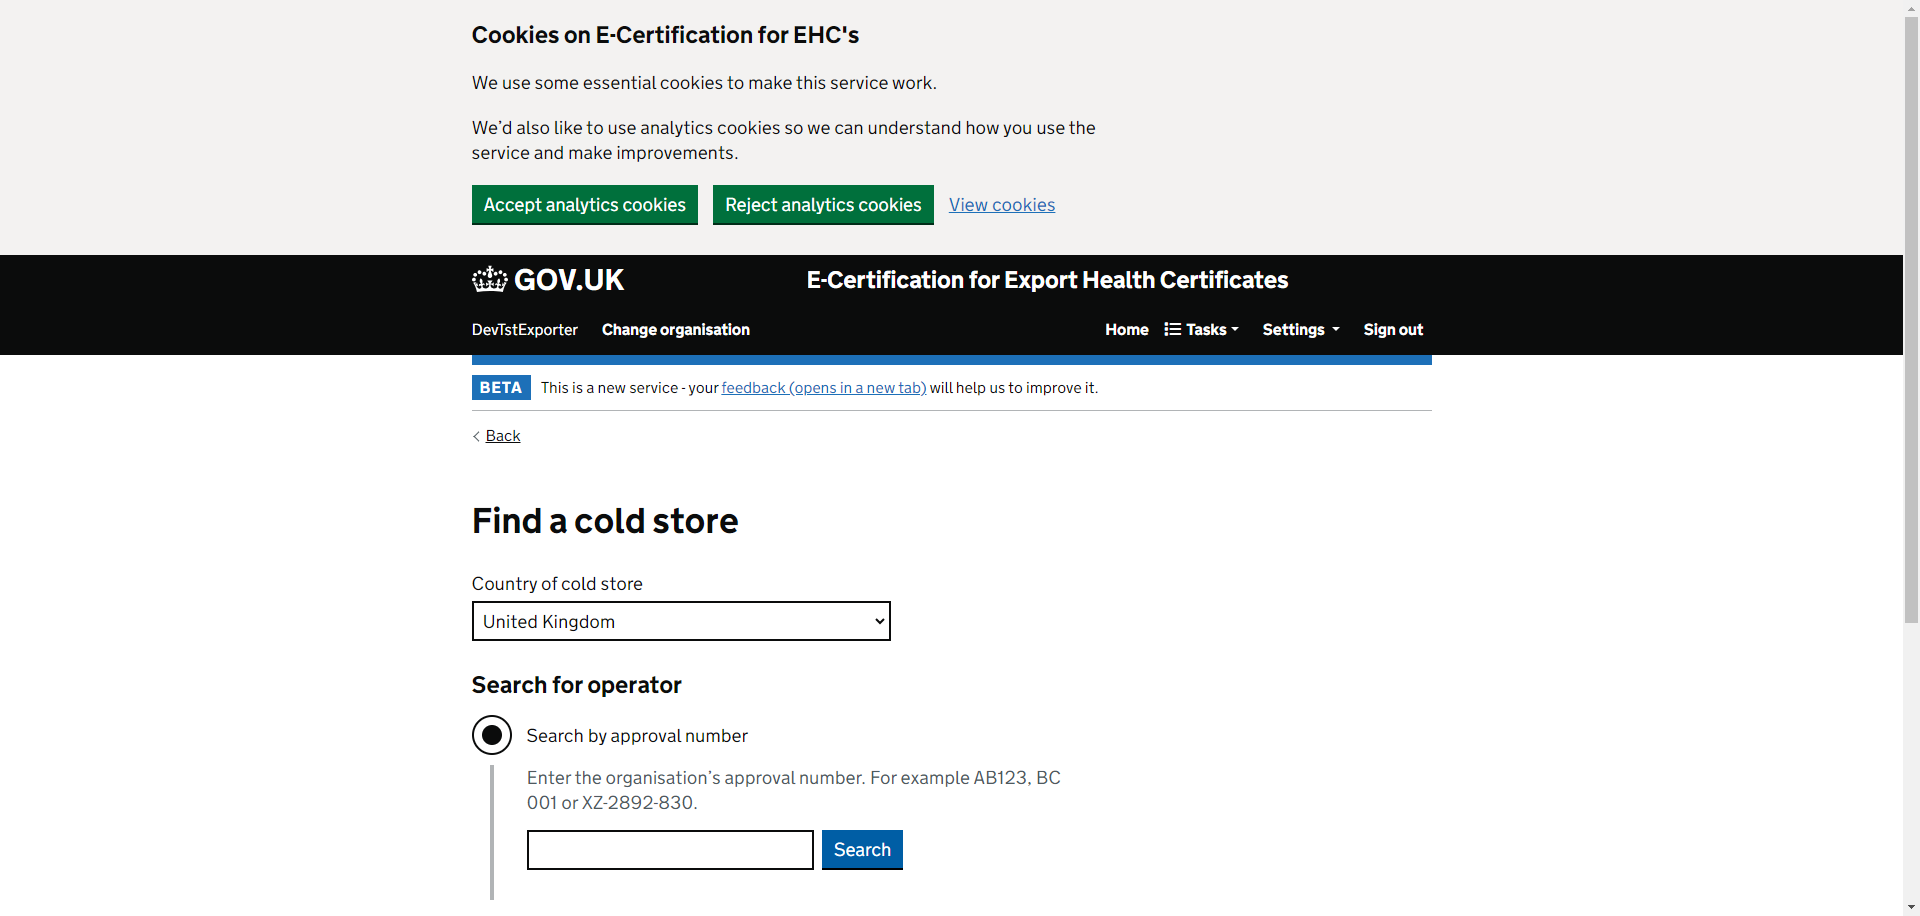 Cookies on E-Certification for EHC's
We use some essential cookies to make this service work.
We’d also like to use analytics cookies so we can understand how you use the
service and make improvements.
Accept analytics cookies
Reject analytics cookies
View cookies
GOV.UK
E-Certification for Export Health Certificates
DevTstExporter
Change organisation
Home
Tasks
Settings
Sign out
BETA
This is a new service - your feedback (opens in a new tab) will help us to improve it.
Back
Find a cold store
Country of cold store
United Kingdom
Search for operator
Search by approval number
Enter the organisation’s approval number. For example AB123, BC
001 or XZ-2892-830.
Search